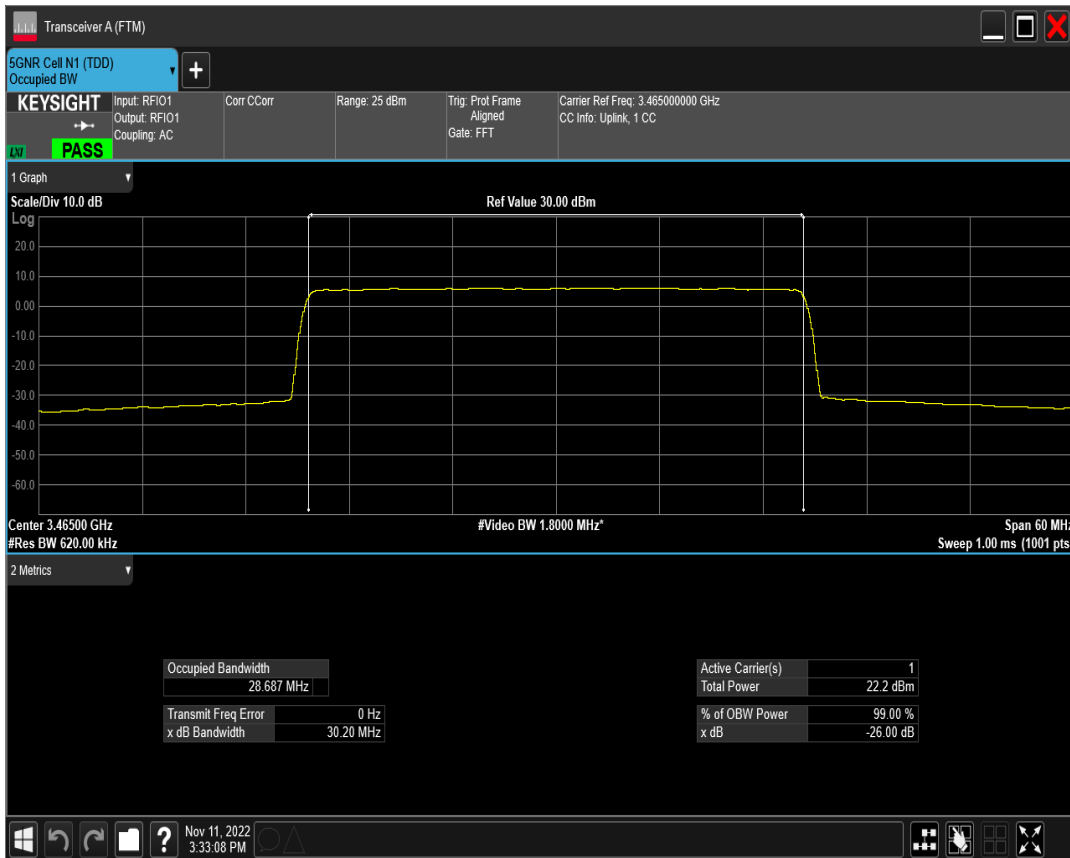 Transceiver A (FTM)
5GNR Cell N1 (TDD)
Occupied BW
+
KEYSIGHT
LXI
PASS
Input: RFIO1
Output: RFIO1
Coupling: AC
Corr CCorr
Range: 25 dBm
Trig: Prot Frame
Aligned
Gate: FFT
Carrier Ref Freq: 3.465000000 GHz
CC Info: Uplink, 1 CC
1 Graph
Scale/Div 10.0 dB
Ref Value 30.00 dBm
Log
20.0
10.0
0.00
-10.0
-20.0
-30.0
-40.0
-50.0
-60.0
Center 3.46500 GHz
#Video BW 1.8000 MHz*
Span 60 MHz
#Res BW 620.00 kHz
Sweep 1.00 ms (1001 pts
2 Metrics
Occupied Bandwidth
28.687 MHz
Transmit Freq Error 0 Hz
x dB Bandwidth 30.20 MHz
Active Carrier(s) 1
Total Power 22.2 dBm
% of OBW Power 99.00 %
x dB -26.00 dB
?
Nov 11, 2022
3:33:08 PM